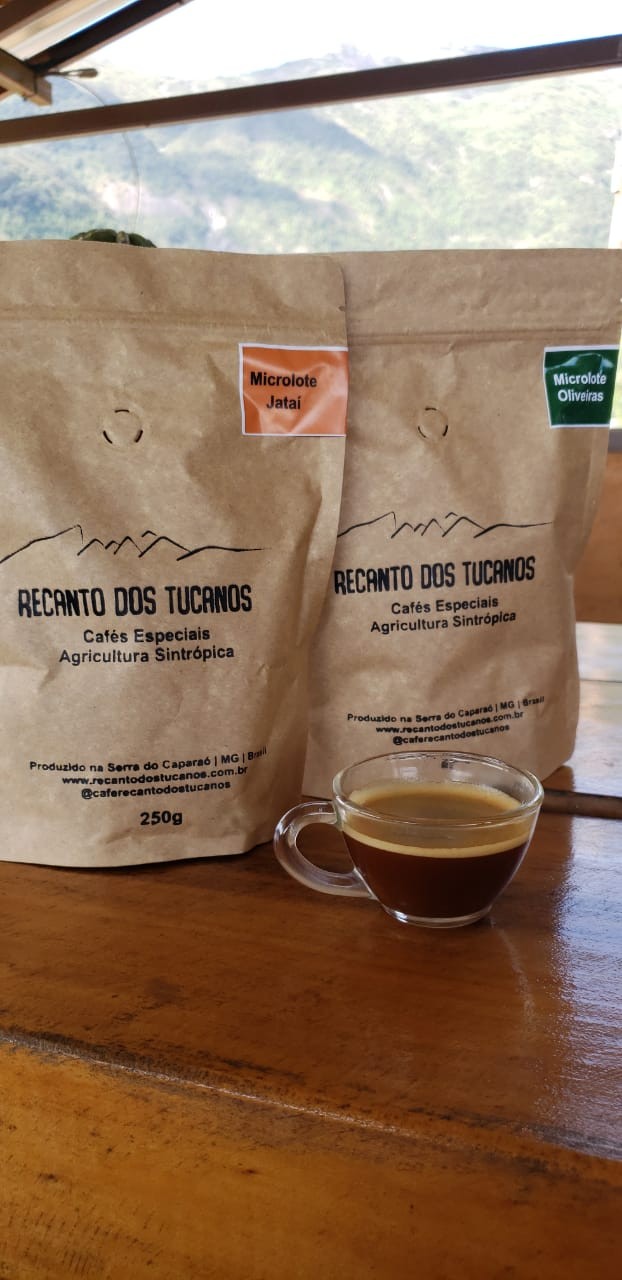 Microlote
Jataí
RECANTO DOS TUCANOS
Cafés Especiais
Agricultura Sintrópica
Produzido na Serra do Caparaó | MG | Brasil
www.recantodostucanos.com.br
@caferecantodostucanos
250g
Microlote
Oliveiras
RECANTO DOS TUCANOS
Cafés Especiais
Agricultura Sintrópica
Produzido na Serra do Caparaó | MG | Brasil
www.recantodostucanos.com.br
@caferecantodostucanos